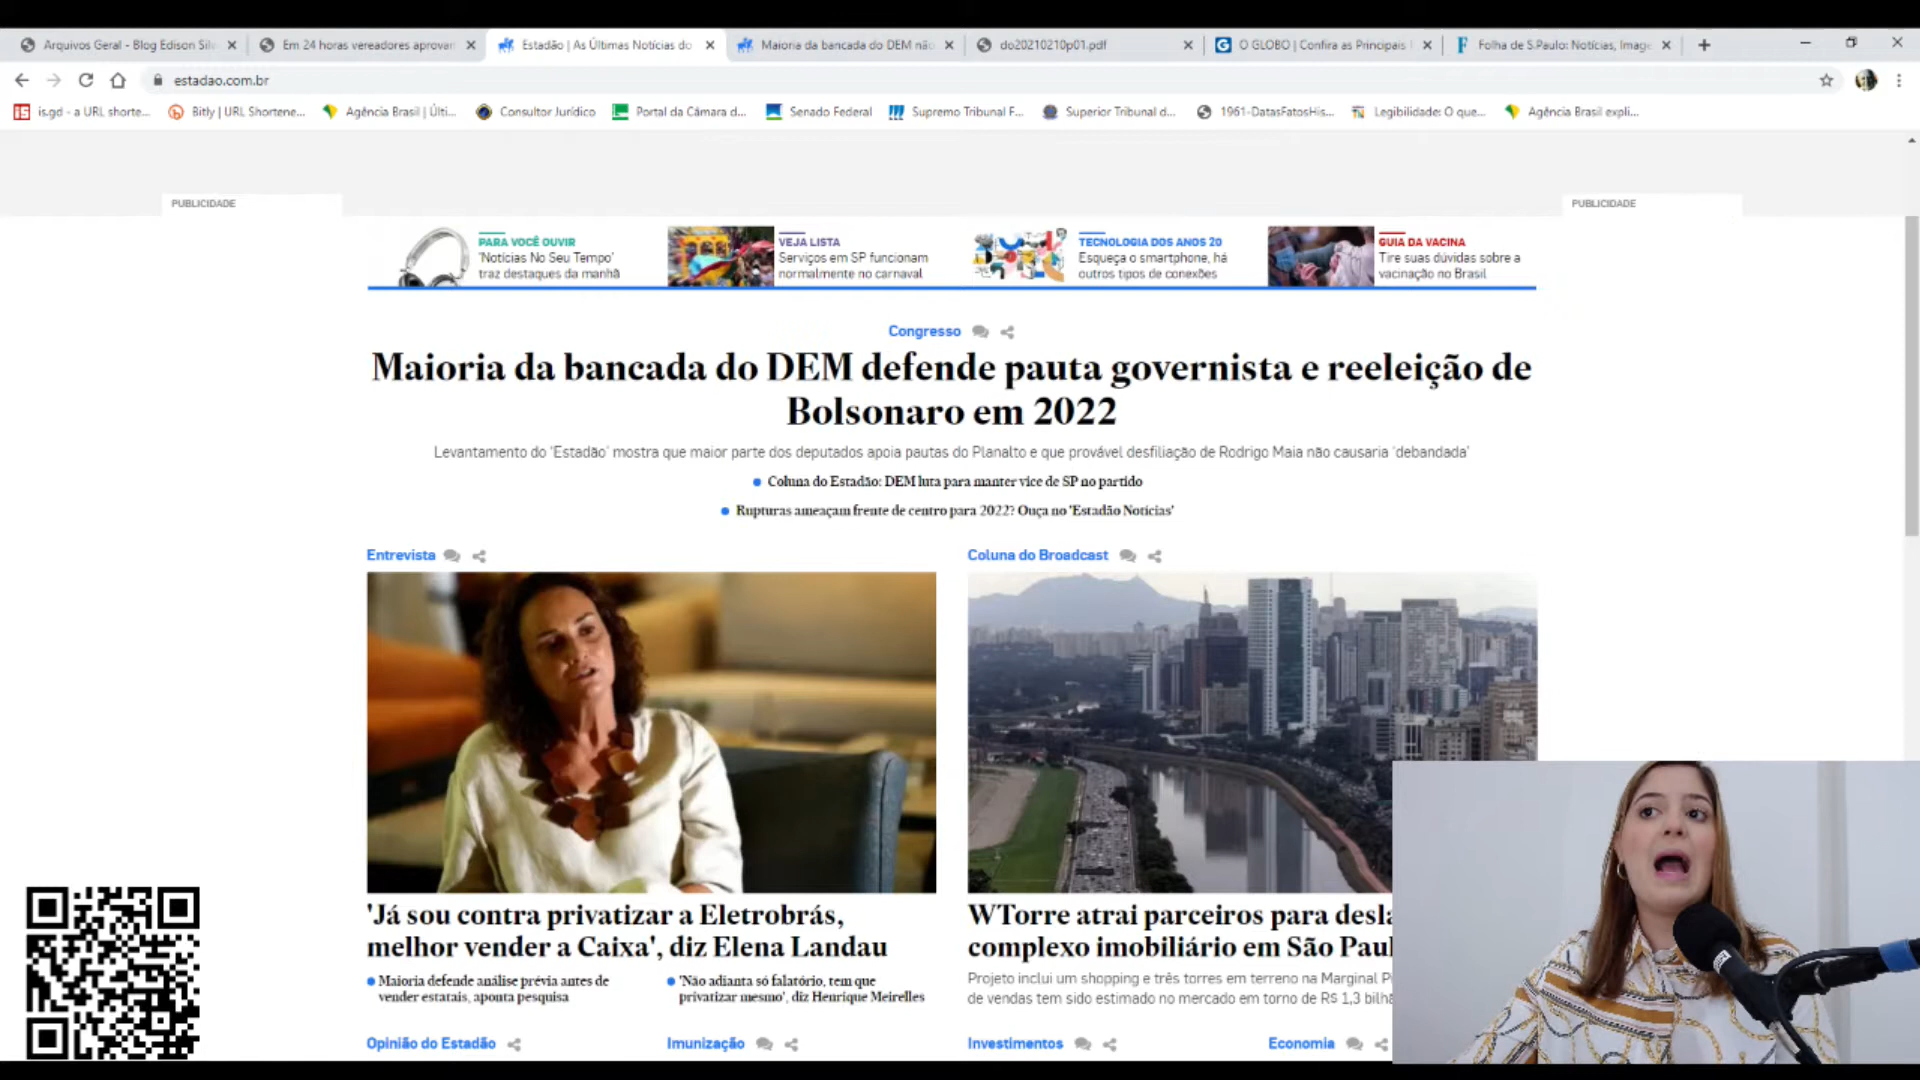 Arquivos Geral - Blog Edison Silv
Em 24 horas vereadores aprovam
Estadão | As Últimas Notícias do
Maioria da bancada do DEM não
do20210210p01.pdf
O GLOBO | Confira as Principais
Folha de S.Paulo: Notícias, Image
estadao.com.br
is.gd - a URL shorte...
Bitly | URL Shortene...
Agência Brasil | Últi...
Consultor Jurídico
Portal da Câmara d...
Senado Federal
Supremo Tribunal F...
Superior Tribunal d...
1961-DatasFatosHis...
Legibilidade: O que...
Agência Brasil expli...
PUBLICIDADE
PUBLICIDADE
PARA VOCÊ OUVIR
'Notícias No Seu Tempo'
traz destaques da manhã
VEJA LISTA
Serviços em SP funcionam
normalmente no carnaval
TECNOLOGIA DOS ANOS 20
Esqueça o smartphone, há
outros tipos de conexões
GUIA DA VACINA
Tire suas dúvidas sobre a
vacinação no Brasil
Congresso
Maioria da bancada do DEM defende pauta governista e reeleição de
Bolsonaro em 2022
Levantamento do 'Estadão' mostra que maior parte dos deputados apoia pautas do Planalto e que provável desfiliação de Rodrigo Maia não causaria 'debandada'
Coluna do Estadão: DEM luta para manter vice de SP no partido
Rupturas ameaçam frente de centro para 2022? Ouça no 'Estadão Notícias'
Entrevista
'Já sou contra privatizar a Eletrobrás,
melhor vender a Caixa', diz Elena Landau
Maioria defende análise prévia antes de
vender estatais, aponta pesquisa
'Não adianta só falatório, tem que
privatizar mesmo', diz Henrique Meirelles
Coluna do Broadcast
WTorre atrai parceiros para desla
complexo imobiliário em São Paul
Projeto inclui um shopping e três torres em terreno na Marginal Pi
de vendas tem sido estimado no mercado em torno de R$ 1,3 bilhã
Opinião do Estadão
Imunização
Investimentos
Economia